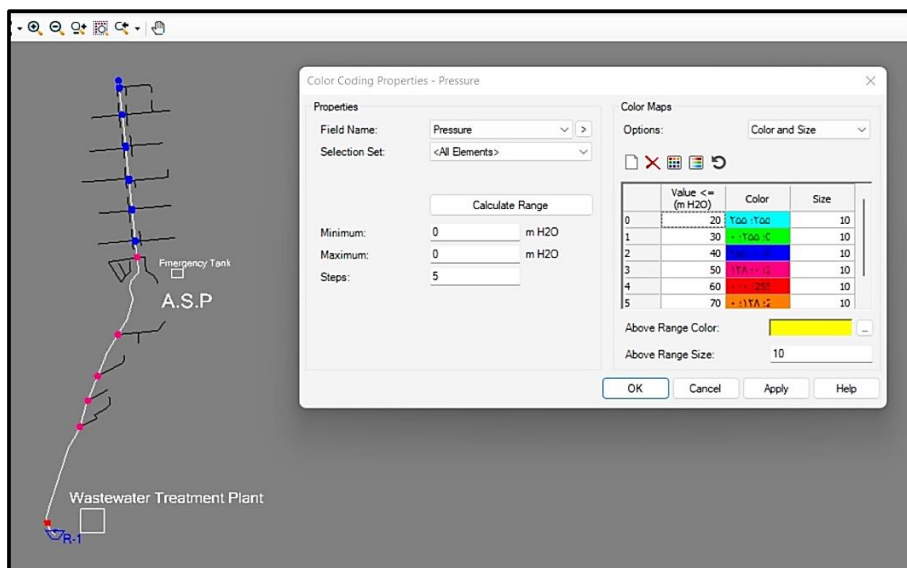 Color Coding Properties - Pressure
Properties
Field Name: Pressure >
Selection Set: <All Elements>
Calculate Range
Minimum: 0 m H2O
Maximum: 0 m H2O
Steps: 5
Color Maps
Options: Color and Size
Value <= (m H2O) Color Size
0 20 10
1 30 10
2 40 10
3 50 10
4 60 10
5 70 10
Above Range Color: ...
Above Range Size: 10
OK Cancel Apply Help
Emergency Tank
A.S.P
Wastewater Treatment Plant
R-1